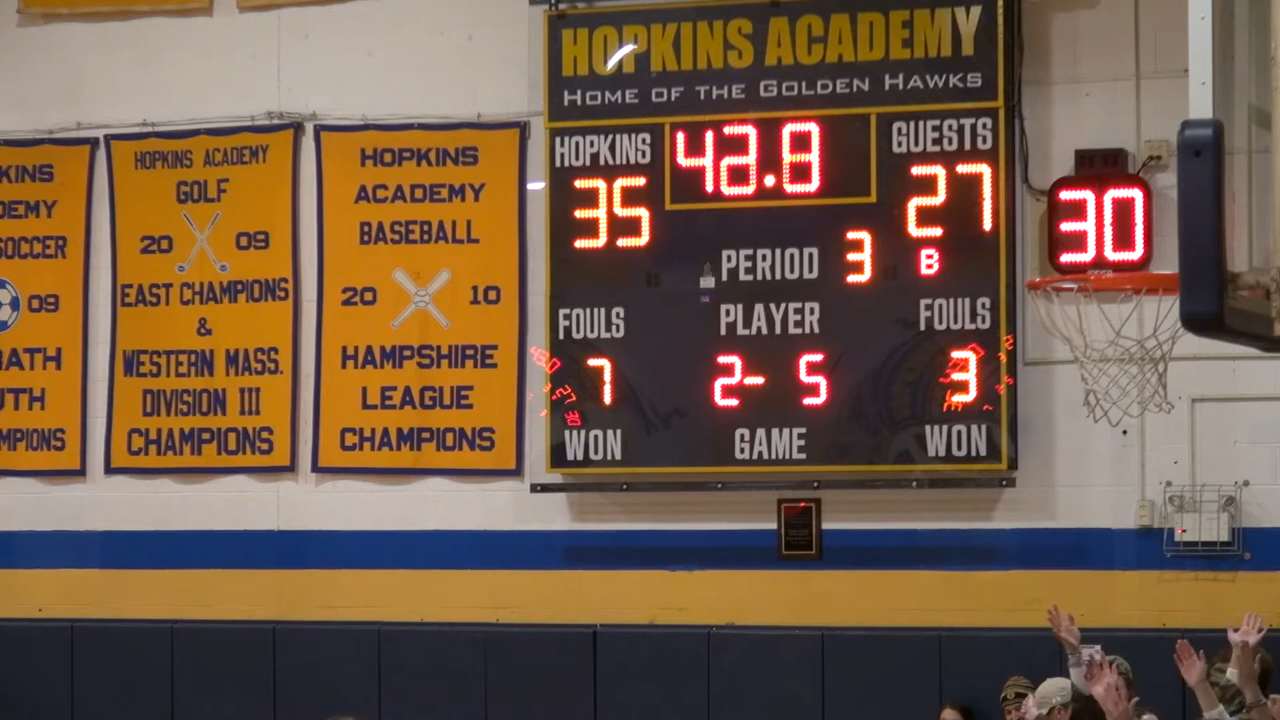 KINS
DEMY
SOCCER
09
RATH
UTH
MPIONS
HOPKINS ACADEMY
GOLF
20 09
EAST CHAMPIONS
&
WESTERN MASS.
DIVISION III
CHAMPIONS
HOPKINS
ACADEMY
BASEBALL
20 10
HAMPSHIRE
LEAGUE
CHAMPIONS
HOPKINS ACADEMY
HOME OF THE GOLDEN HAWKS
HOPKINS 42.8 GUESTS
35 27
PERIOD 3 B
FOULS PLAYER FOULS
7 2- 5 3
WON GAME WON
30